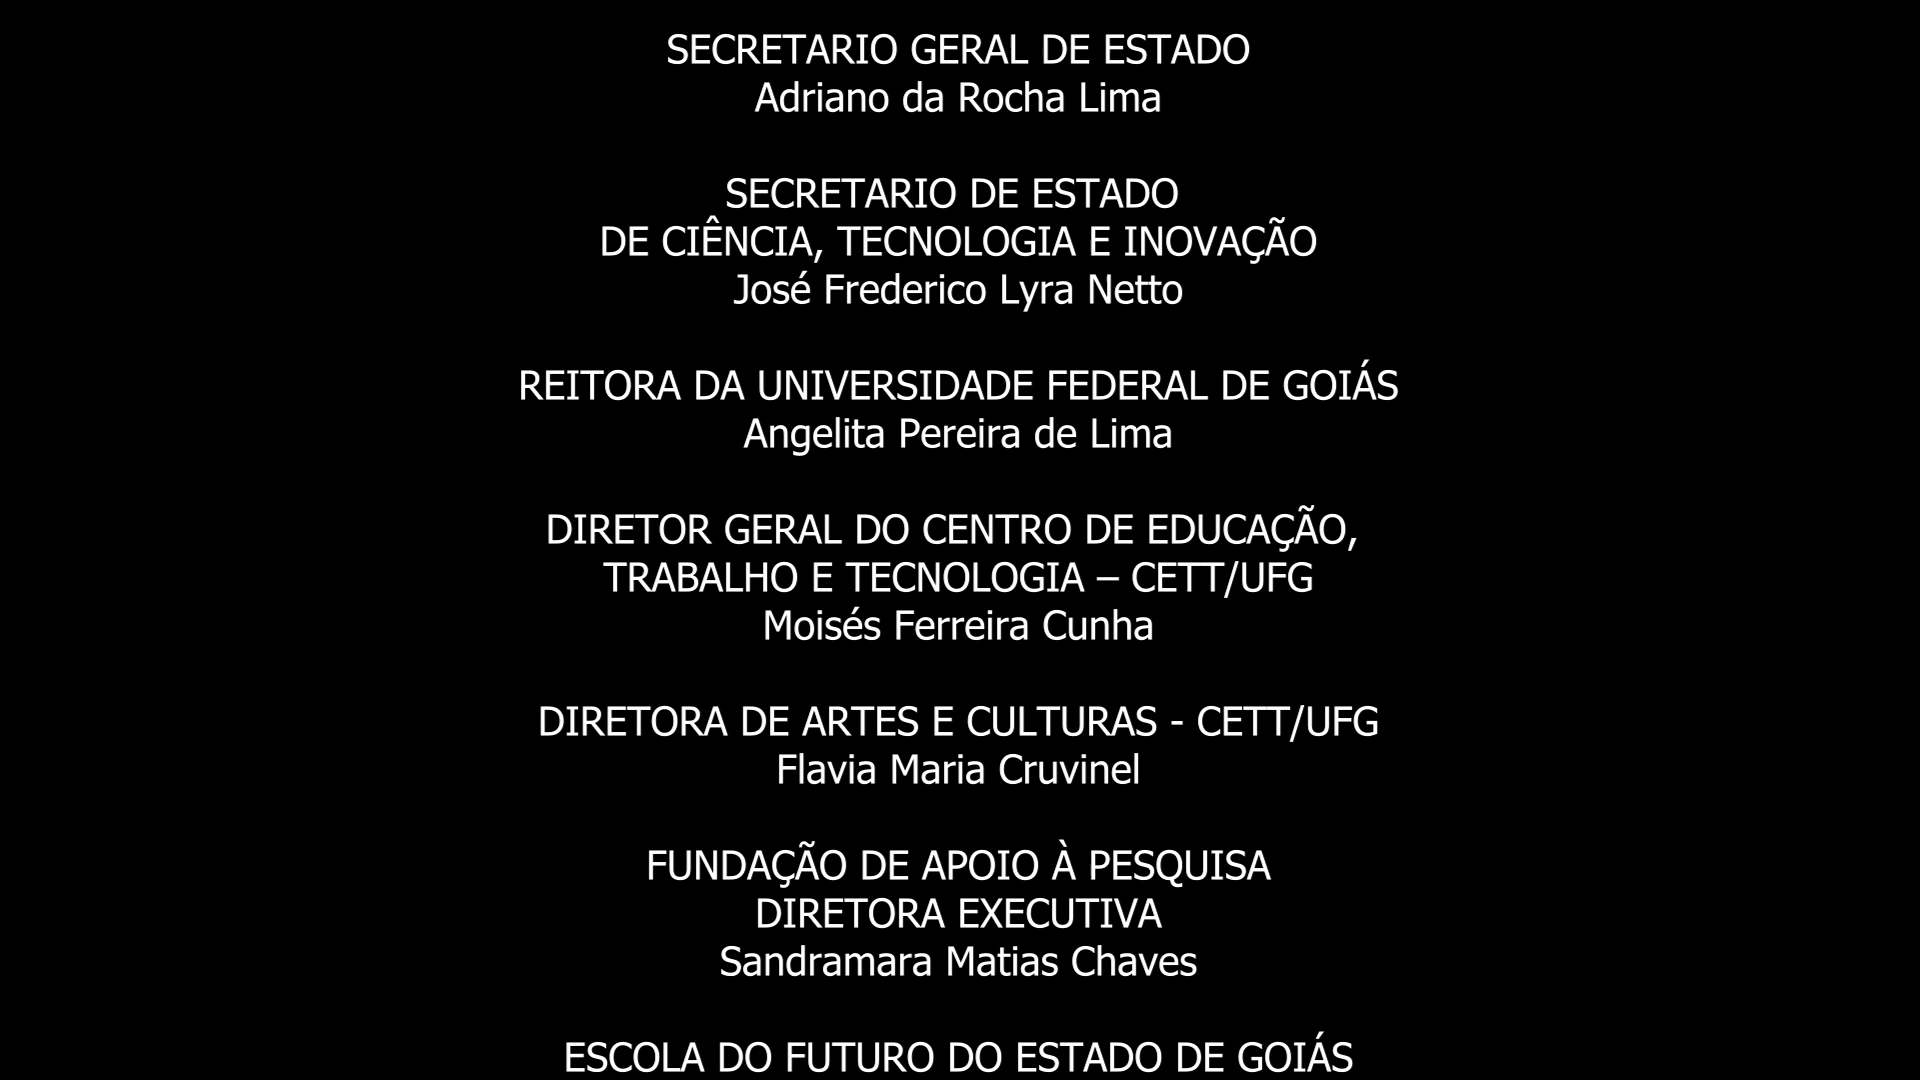 SECRETARIO GERAL DE ESTADO
Adriano da Rocha Lima
SECRETARIO DE ESTADO
DE CIÊNCIA, TECNOLOGIA E INOVAÇÃO
José Frederico Lyra Netto
REITORA DA UNIVERSIDADE FEDERAL DE GOIÁS
Angelita Pereira de Lima
DIRETOR GERAL DO CENTRO DE EDUCAÇÃO,
TRABALHO E TECNOLOGIA – CETT/UFG
Moisés Ferreira Cunha
DIRETORA DE ARTES E CULTURAS - CETT/UFG
Flavia Maria Cruvinel
FUNDAÇÃO DE APOIO À PESQUISA
DIRETORA EXECUTIVA
Sandramara Matias Chaves
ESCOLA DO FUTURO DO ESTADO DE GOIÁS